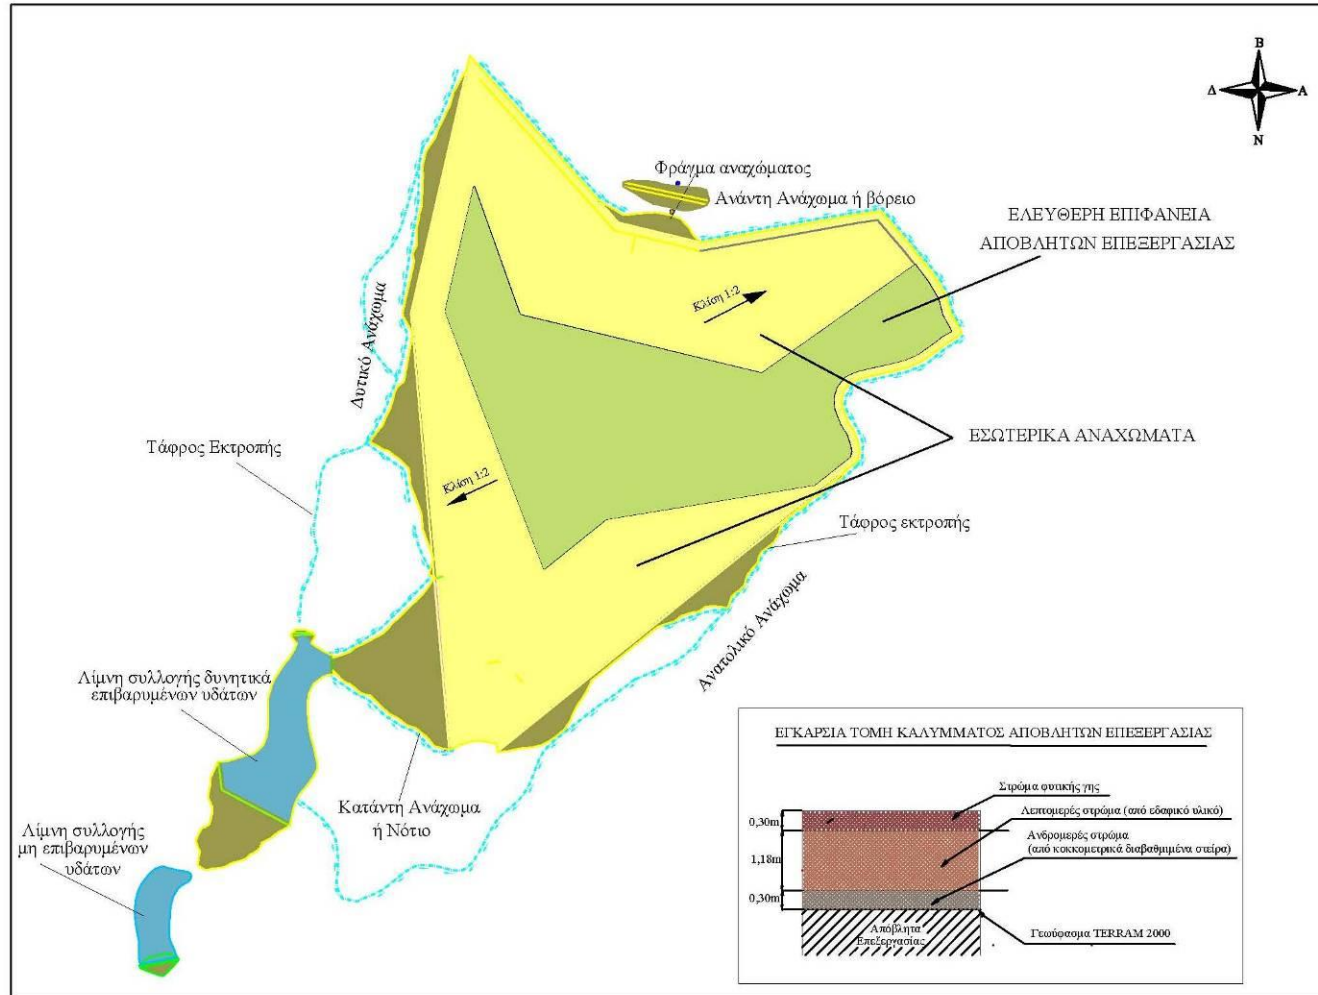 Β
Δ
Α
Ν
Φράγμα αναχώματος
Ανάντη Ανάχωμα ή βόρειο
ΕΛΕΥΘΕΡΗ ΕΠΙΦΑΝΕΙΑ
ΑΠΟΒΛΗΤΩΝ ΕΠΕΞΕΡΓΑΣΙΑΣ
Κλίση 1:2
Δυτικό Ανάχωμα
ΕΣΩΤΕΡΙΚΑ ΑΝΑΧΩΜΑΤΑ
Τάφρος Εκτροπής
Κλίση 1:2
Τάφρος εκτροπής
Ανατολικό Ανάχωμα
Λίμνη συλλογής δυνητικά
επιβαρυμένων υδάτων
Κατάντη Ανάχωμα
ή Νότιο
Λίμνη συλλογής
μη επιβαρυμένων
υδάτων
ΕΓΚΑΡΣΙΑ ΤΟΜΗ ΚΑΛΥΜΜΑΤΟΣ ΑΠΟΒΛΗΤΩΝ ΕΠΕΞΕΡΓΑΣΙΑΣ
Στρώμα φυτικής γης
0,30m
Λεπτομερές στρώμα (από εδαφικό υλικό)
Ανδρομερές στρώμα
(από κοκκομετρικά διαβαθμιμένα στείρα)
1,18m
0,30m
Απόβλητα
Επεξεργασίας
Γεωύφασμα TERRAM 2000